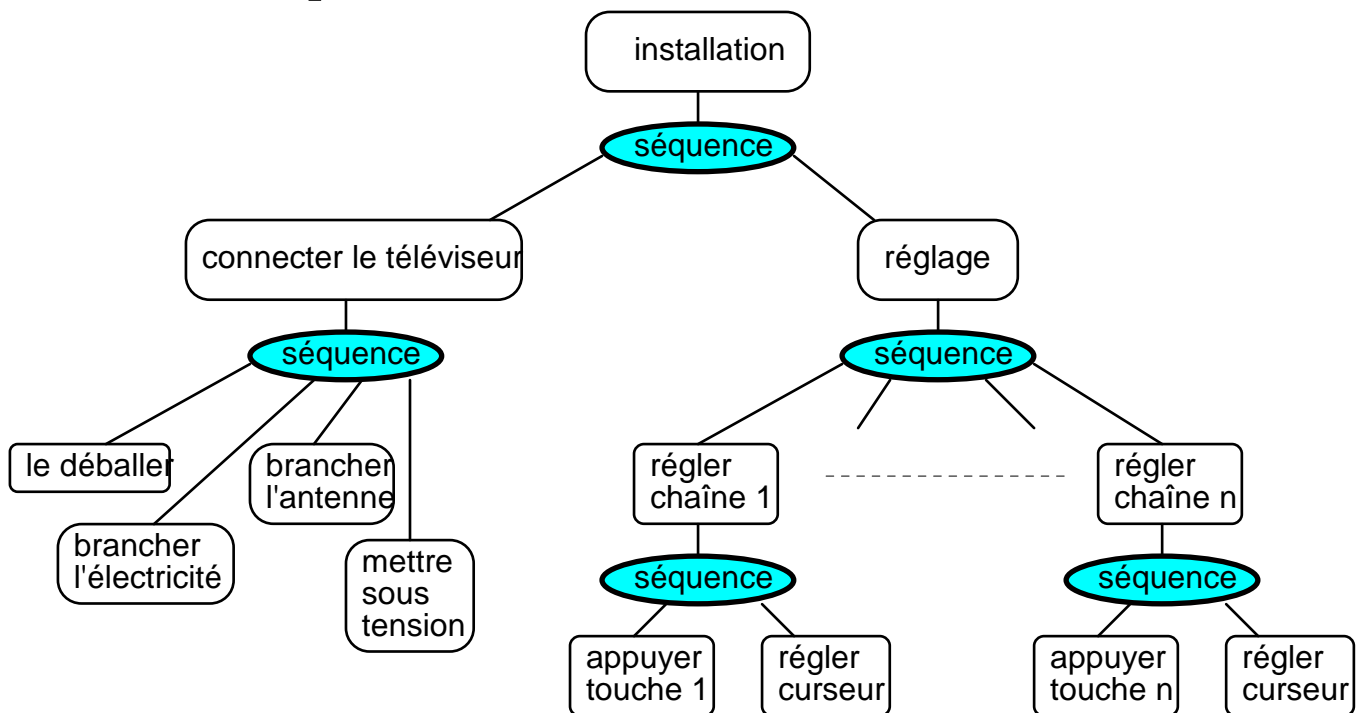 installation
séquence
connecter le téléviseur
réglage
séquence
séquence
le déballer
brancher
l'antenne
régler
chaîne 1
régler
chaîne n
brancher
l'électricité
mettre
sous
tension
séquence
séquence
appuyer
touche 1
régler
curseur
appuyer
touche n
régler
curseur